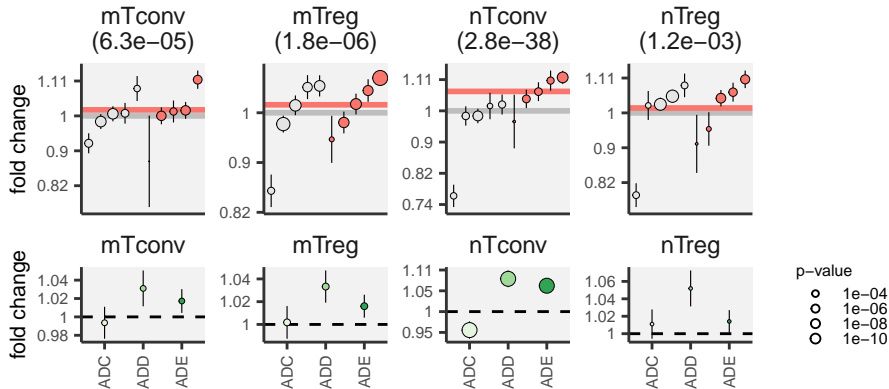 mTconv
(6.3e−05)
mTreg
(1.8e−06)
nTconv
(2.8e−38)
nTreg
(1.2e−03)
fold change
1.11
1
0.9
0.82
1
0.9
0.82
1.11
1
0.9
0.82
0.74
1.11
1
0.9
0.82
mTconv
mTreg
nTconv
nTreg
fold change
1.04
1.02
1
0.98
1.04
1.02
1
1.11
1.05
1
0.95
1.06
1.04
1.02
1
ADC
ADD
ADE
ADC
ADD
ADE
ADC
ADD
ADE
ADC
ADD
ADE
p−value
1e−04
1e−06
1e−08
1e−10